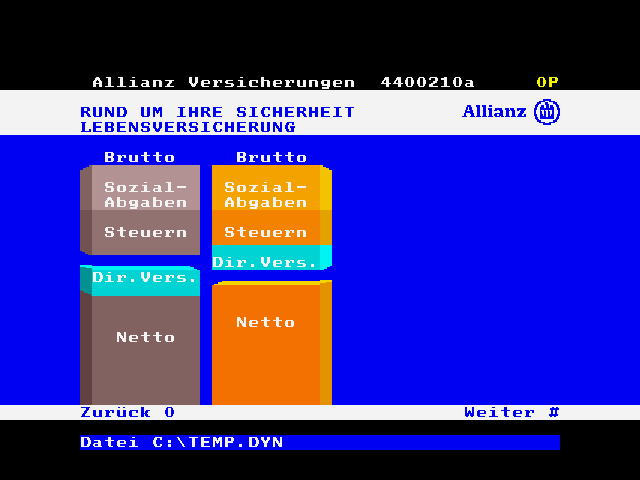 Allianz Versicherungen 4400210a 0P
RUND UM IHRE SICHERHEIT
LEBENSVERSICHERUNG
Allianz
Brutto Brutto
Sozial- Sozial-
Abgaben Abgaben
Steuern Steuern
Dir.Vers.
Dir.Vers.
Netto
Netto
Zurück 0 Weiter #
Datei C:\TEMP.DYN